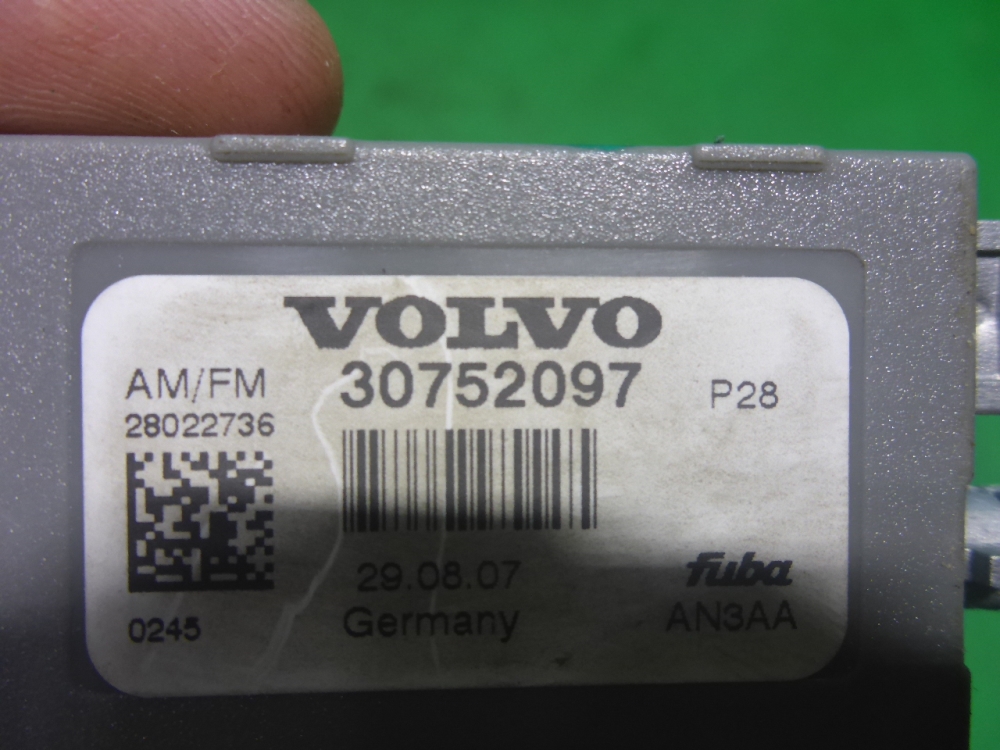 VOLVO
AM/FM 30752097 P28
28022736
29.08.07 fuba
0245 Germany AN3AA